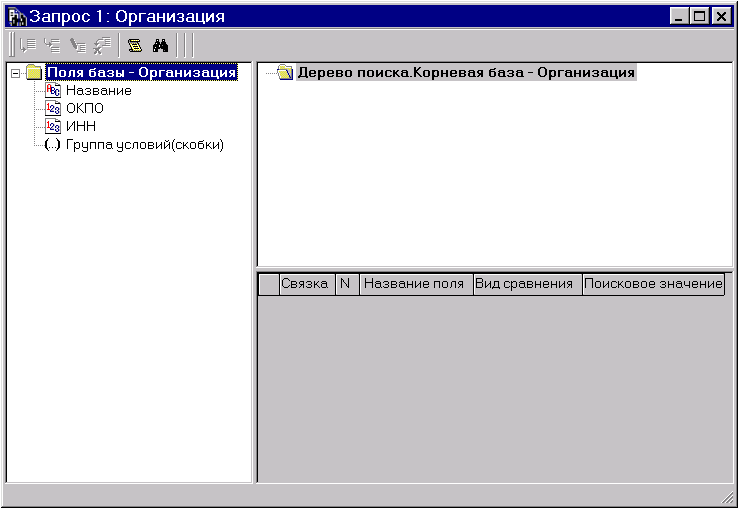 Запрос 1: Организация
Поля базы - Организация
Название
ОКПО
ИНН
(..) Группа условий(скобки)
Дерево поиска.Корневая база - Организация
Связка N Название поля Вид сравнения Поисковое значение